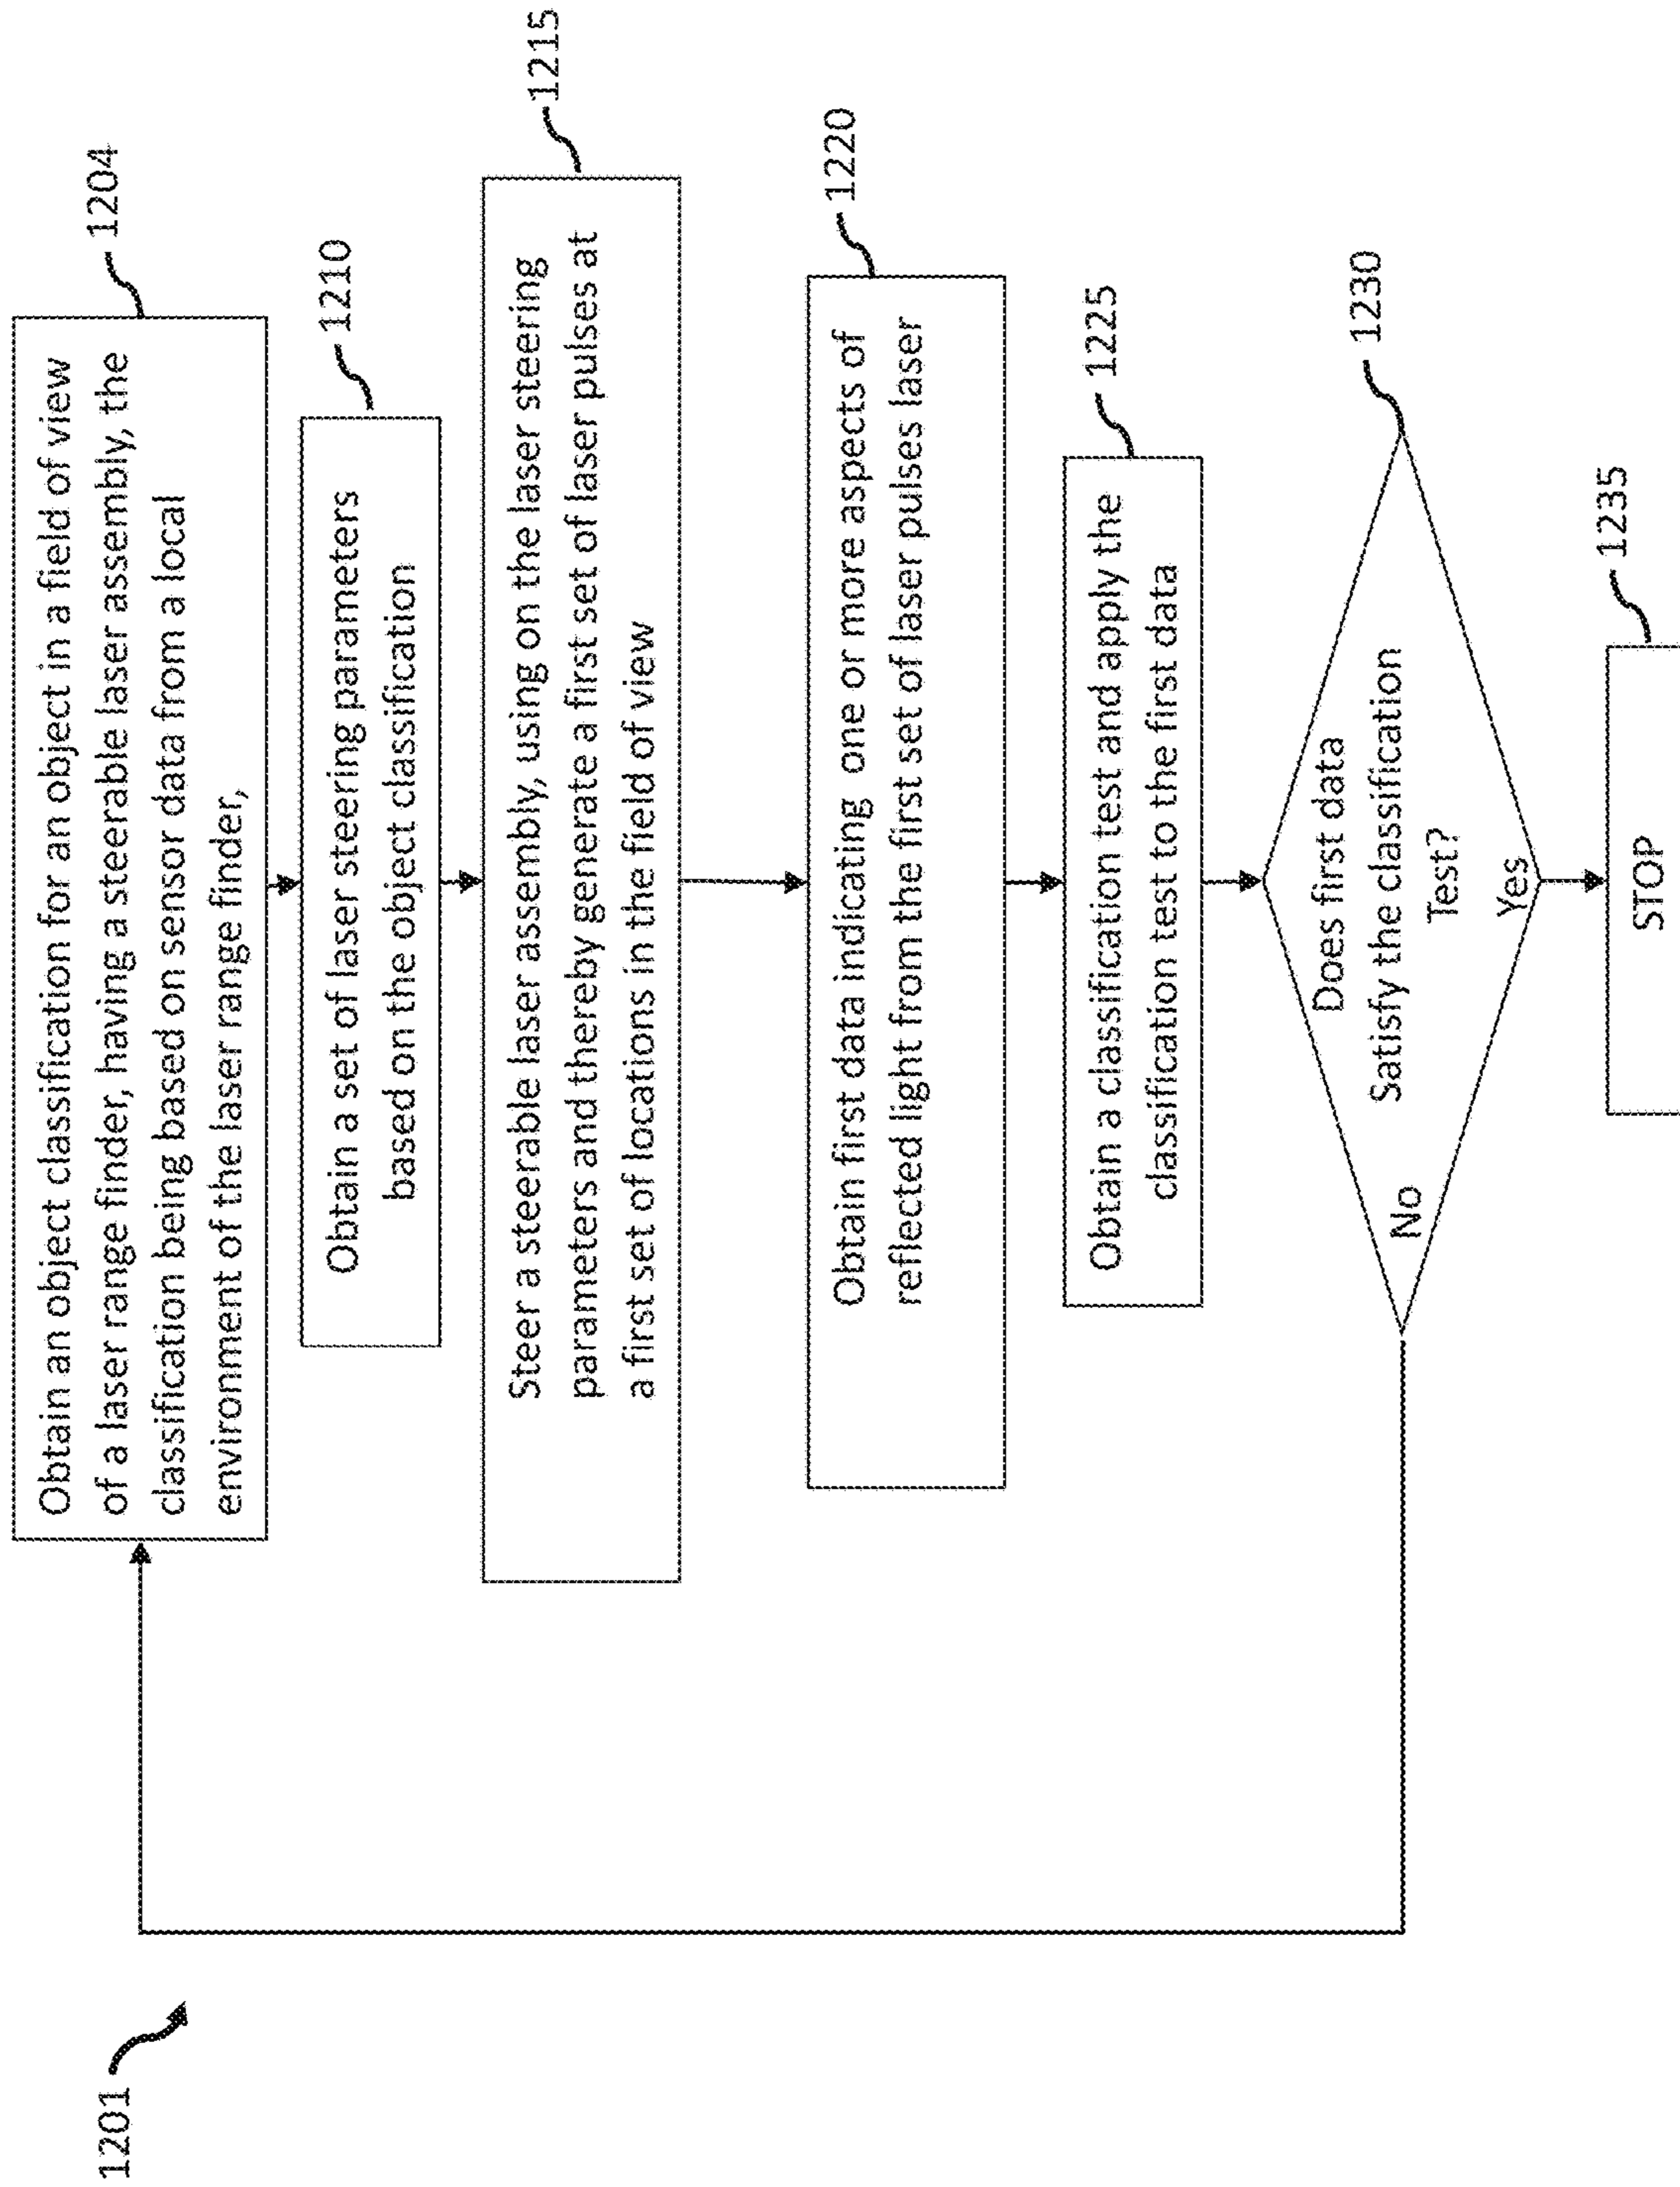 1201
Obtain an object classification for an object in a field of view
of a laser range finder, having a steerable laser assembly, the
classification being based on sensor data from a local
environment of the laser range finder,
1204
Obtain a set of laser steering parameters
based on the object classification
1210
Steer a steerable laser assembly, using on the laser steering
parameters and thereby generate a first set of laser pulses at
a first set of locations in the field of view
1215
Obtain first data indicating one or more aspects of
reflected light from the first set of laser pulses laser
1220
Obtain a classification test and apply the
classification test to the first data
1225
Does first data
Satisfy the classification
Test?
1230
No
Yes
STOP
1235